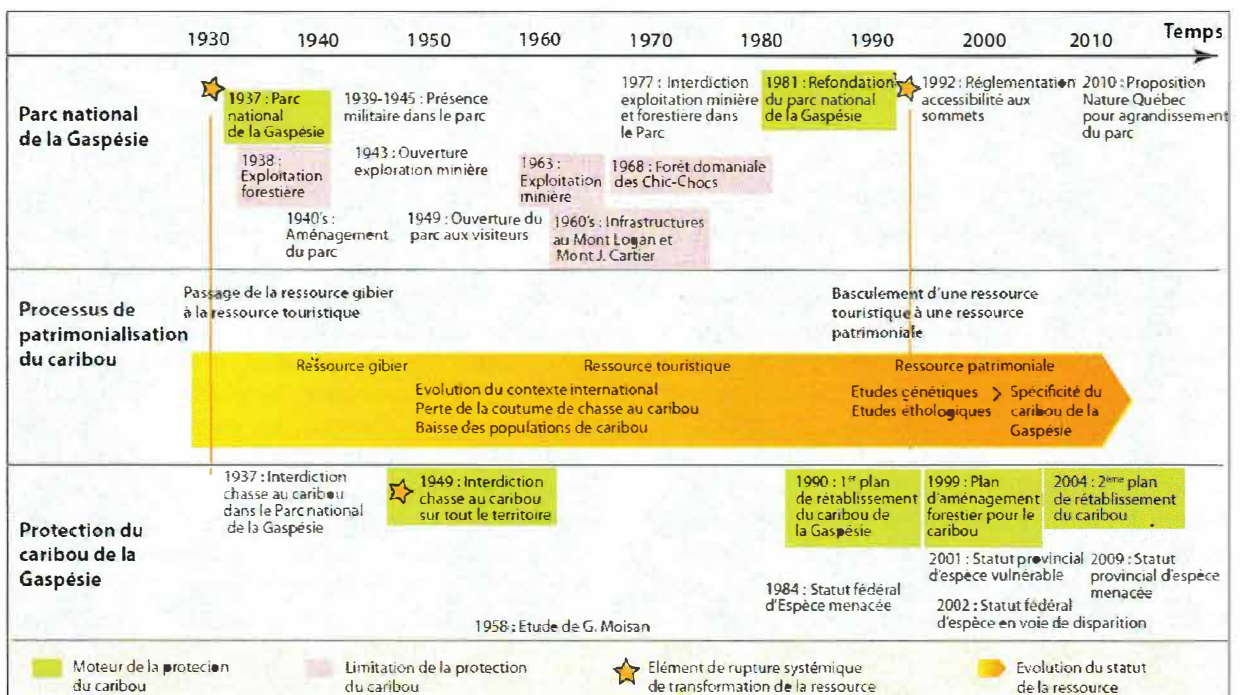 Temps
1930 1940 1950 1960 1970 1980 1990 2000 2010
Parc national
de la Gaspésie
1937 : Parc
national
de la Gaspésie
1939-1945 : Présence
militaire dans le parc
1977 : Interdiction
exploitation minière
et forestière dans
le Parc
1981 : Refondation
du parc national
de la Gaspésie
1992 : Réglementation
accessibilité aux
sommets
2010 : Proposition
Nature Québec
pour agrandissement
du parc
1938 :
Exploitation
forestière
1943 : Ouverture
exploration minière
1963 :
Exploitation
minière
1968 : Forêt domaniale
des Chic-Chocs
1940's :
Aménagement
du parc
1949 : Ouverture du
parc aux visiteurs
1960's : Infrastructures
au Mont Logan et
Mont J. Cartier
Processus de
patrimonialisation
du caribou
Passage de la ressource gibier
à la ressource touristique
Basculement d'une ressource
touristique à une ressource
patrimoniale
Ressource gibier
Ressource touristique
Ressource patrimoniale
Evolution du contexte international
Perte de la coutume de chasse au caribou
Baisse des populations de caribou
Etudes génétiques
Etudes éthologiques
>
Spécificité du
caribou de la
Gaspésie
Protection du
caribou de la
Gaspésie
1937 : Interdiction
chasse au caribou
dans le Parc national
de la Gaspésie
1949 : Interdiction
chasse au caribou
sur tout le territoire
1990 : 1er plan
de rétablissement
du caribou de
la Gaspésie
1999 : Plan
d'aménagement
forestier pour le
caribou
2004 : 2ème plan
de rétablissement
du caribou
1984 : Statut fédéral
d'Espèce menacée
2001 : Statut provincial
d'espèce vulnérable
2009 : Statut
provincial d'espèce
menacée
2002 : Statut fédéral
d'espèce en voie de disparition
1958 : Etude de G. Moisan
Moteur de la protecion
du caribou
Limitation de la protection
du caribou
Elément de rupture systémique
de transformation de la ressource
Evolution du statut
de la ressource